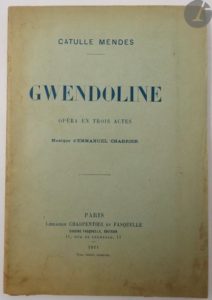 CATULLE MENDÈS
GWENDOLINE
OPÉRA EN TROIS ACTES
Musique d'EMMANUEL CHABRIER
PARIS
LIBRAIRIE CHARPENTIER ET FASQUELLE
EUGÈNE FASQUELLE, ÉDITEUR
11, RUE DE GRENELLE, 11